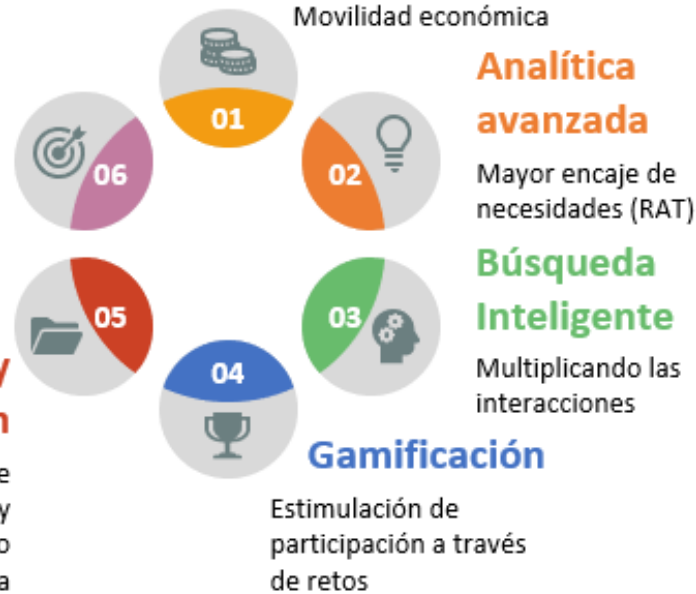 Movilidad económica
01
Analítica
avanzada
Mayor encaje de
necesidades (RAT)
02
Búsqueda
Inteligente
Multiplicando las
interacciones
03
04
Gamificación
Estimulación de
participación a través
de retos
05
06
y